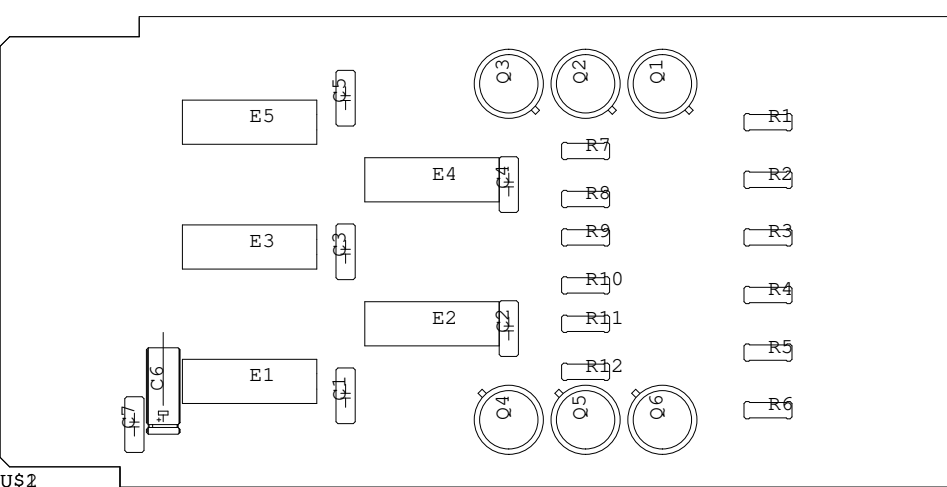 Q3 Q2 Q1
C5
E5 R1
R7
E4 C4 R2
R8
E3 C3 R9 R3
R10 R4
E2 C2 R11
R5
E1 C6 C1 R12
C7 Q4 Q5 Q6 R6